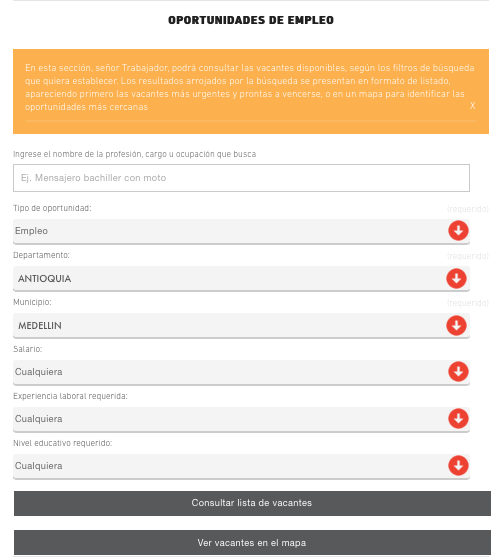 OPORTUNIDADES DE EMPLEO
En esta sección, señor Trabajador, podrá consultar las vacantes disponibles, según los filtros de búsqueda
que quiera establecer. Los resultados arrojados por la búsqueda se presentan en formato de listado,
apareciendo primero las vacantes más urgentes y prontas a vencerse, o en un mapa para identificar las
oportunidades más cercanas X
Ingrese el nombre de la profesión, cargo u ocupación que busca
Ej. Mensajero bachiller con moto
Tipo de oportunidad: (requerido)
Empleo
Departamento: (requerido)
ANTIOQUIA
Municipio: (requerido)
MEDELLIN
Salario:
Cualquiera
Experiencia laboral requerida:
Cualquiera
Nivel educativo requerido:
Cualquiera
Consultar lista de vacantes
Ver vacantes en el mapa